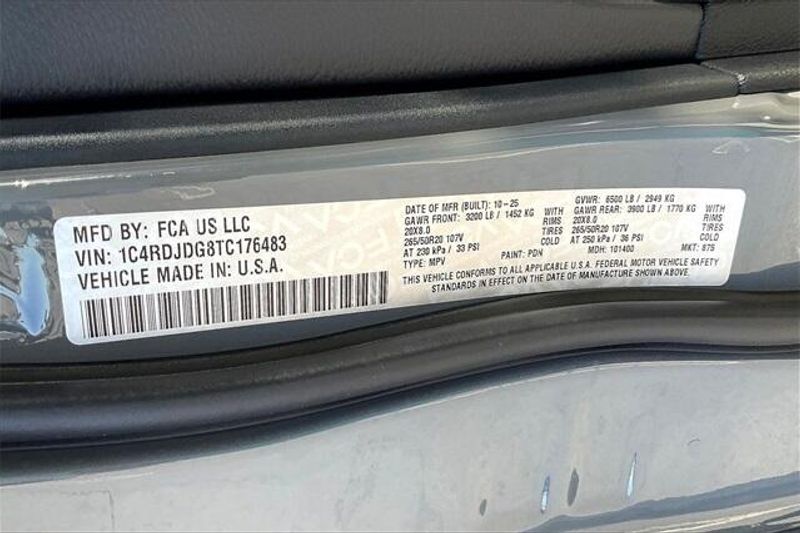 MFD BY: FCA US LLC
VIN: 1C4RDJDG8TC176483
VEHICLE MADE IN: U.S.A.
DATE OF MFR (BUILT): 10-25 GVWR: 6500 LB / 2949 KG
GAWR FRONT: 3200 LB / 1452 KG WITH GAWR REAR: 3900 LB / 1770 KG WITH
20X8.0 RIMS 20X8.0 RIMS
265/50R20 107V TIRES 265/50R20 107V TIRES
AT 230 kPa / 33 PSI COLD AT 250 kPa / 36 PSI COLD
TYPE: MPV PAINT: PDN MDH: 101400 MKT: 875
THIS VEHICLE CONFORMS TO ALL APPLICABLE U.S.A. FEDERAL MOTOR VEHICLE SAFETY
STANDARDS IN EFFECT ON THE DATE OF MANUFACTURE SHOWN ABOVE